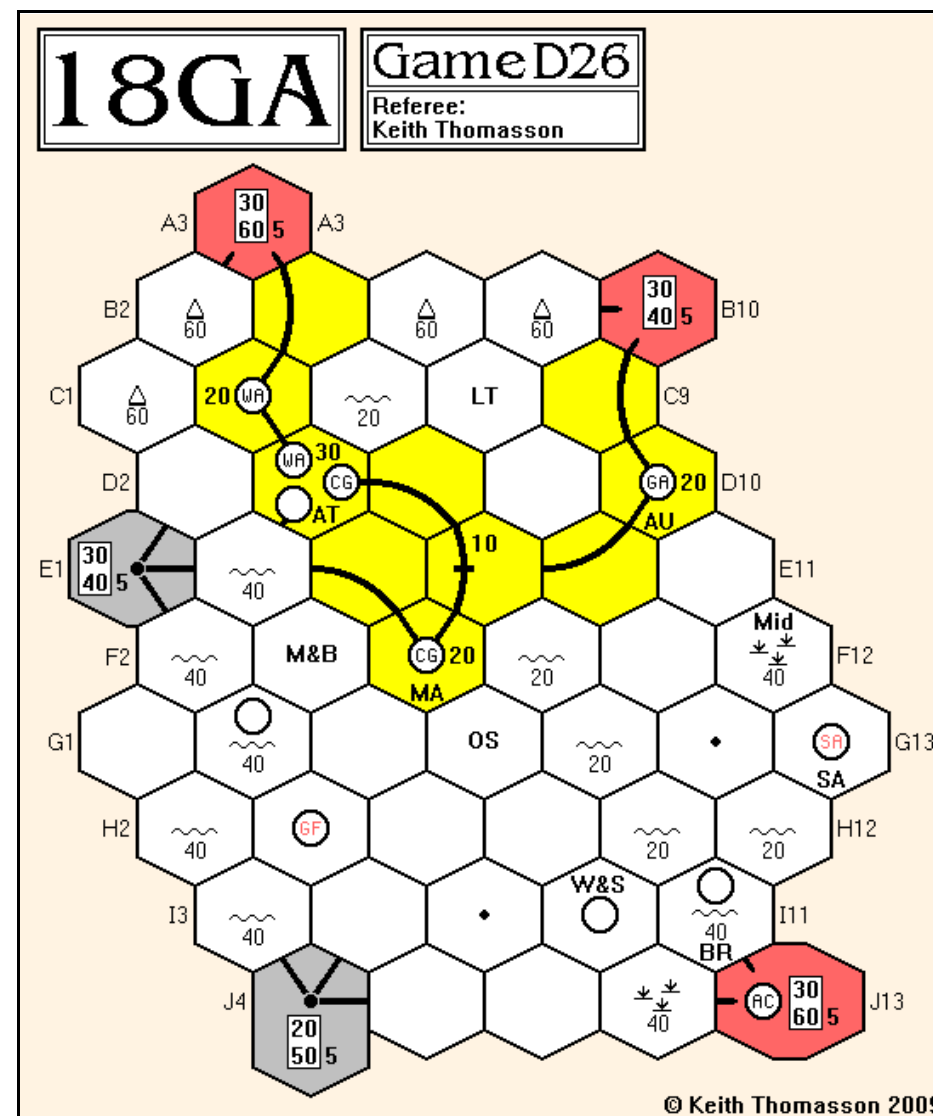 18GA
Game D26
Referee:
Keith Thomasson
A3
30
60 5
A3
B2
60
60
60
30
40 5
B10
C1
60
20 WA
20
LT
C9
D2
WA 30
CG
AT
GA 20
AU
D10
E1
30
40 5
40
10
E11
F2
40
M&B
CG 20
MA
20
Mid
40
F12
G1
40
OS
20
SA
SA
G13
H2
40
GF
20
20
H12
I3
40
W&S
40
BR
I11
J4
20
50 5
40
AC
30
60 5
J13
© Keith Thomasson 2009